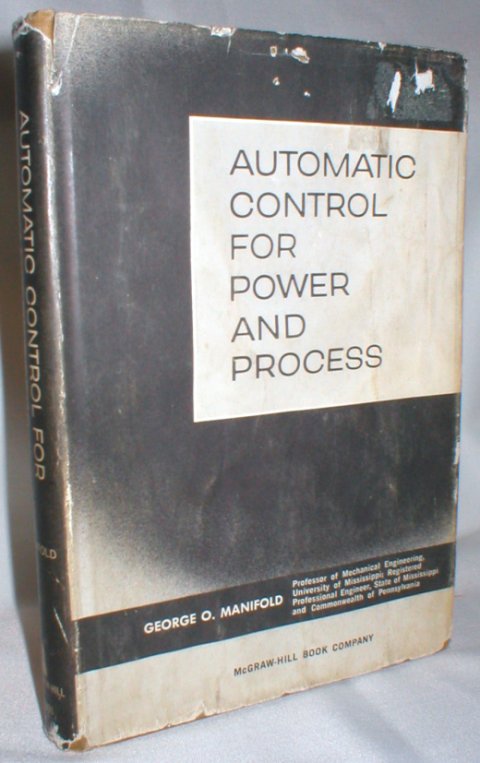 AUTOMATIC
CONTROL
FOR
POWER
AND
PROCESS
GEORGE O. MANIFOLD
Professor of Mechanical Engineering,
University of Mississippi; Registered
Professional Engineer, State of Mississippi
and Commonwealth of Pennsylvania
McGRAW-HILL BOOK COMPANY
AUTOMATIC CONTROL FOR